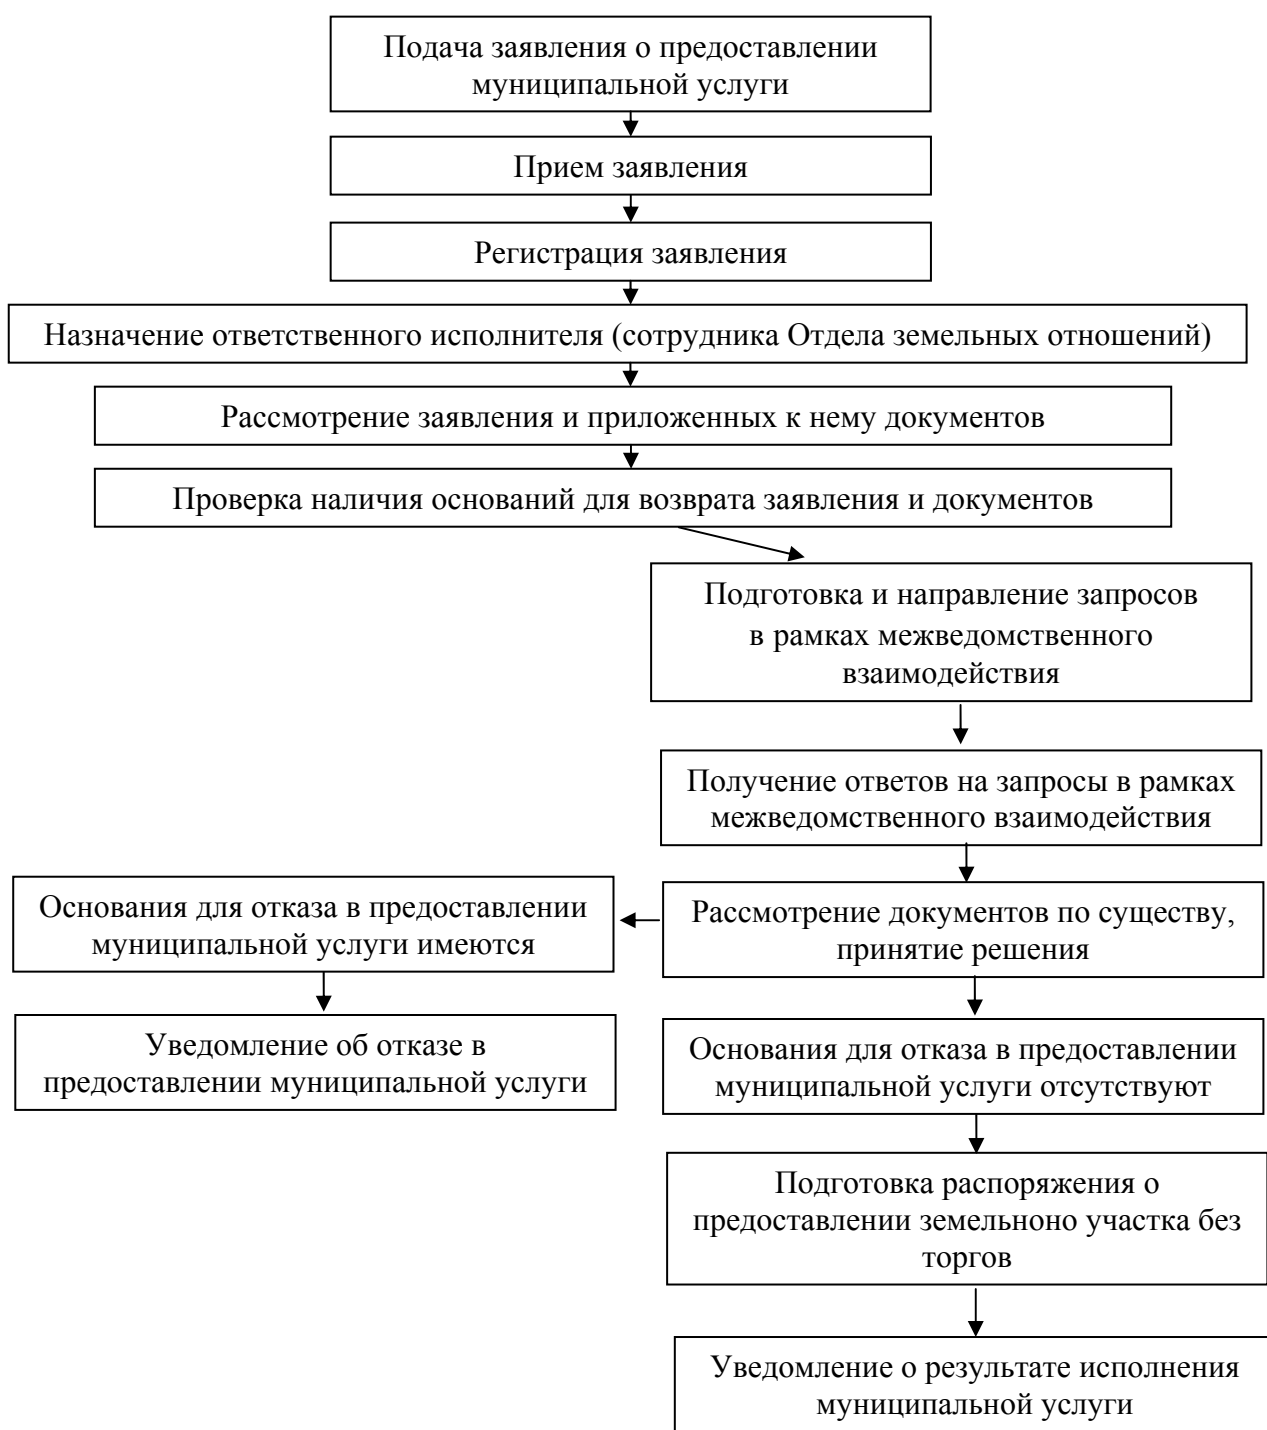 Подача заявления о предоставлении
муниципальной услуги
Прием заявления
Регистрация заявления
Назначение ответственного исполнителя (сотрудника Отдела земельных отношений)
Рассмотрение заявления и приложенных к нему документов
Проверка наличия оснований для возврата заявления и документов
Подготовка и направление запросов
в рамках межведомственного
взаимодействия
Получение ответов на запросы в рамках
межведомственного взаимодействия
Основания для отказа в предоставлении
муниципальной услуги имеются
Рассмотрение документов по существу,
принятие решения
Уведомление об отказе в
предоставлении муниципальной услуги
Основания для отказа в предоставлении
муниципальной услуги отсутствуют
Подготовка распоряжения о
предоставлении земельноно участка без
торгов
Уведомление о результате исполнения
муниципальной услуги